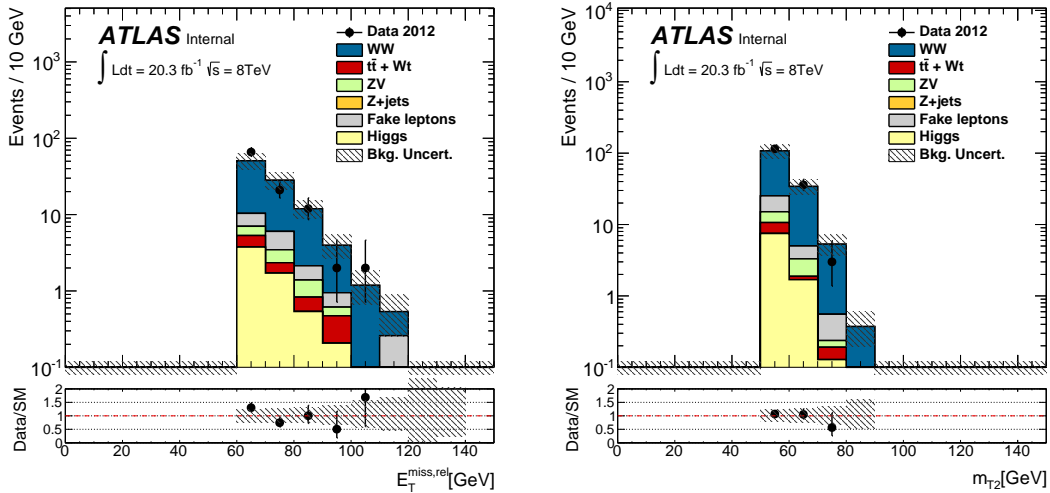 Events / 10 GeV
10³
10²
10
1
10⁻¹
ATLAS Internal
∫ Ldt = 20.3 fb⁻¹ √s = 8TeV
Data 2012
WW
tt̄ + Wt
ZV
Z+jets
Fake leptons
Higgs
Bkg. Uncert.
Data/SM
2
1.5
1
0.5
0
0 20 40 60 80 100 120 140
E_T^miss,rel [GeV]
Events / 10 GeV
10⁴
10³
10²
10
1
10⁻¹
ATLAS Internal
∫ Ldt = 20.3 fb⁻¹ √s = 8TeV
Data 2012
WW
tt̄ + Wt
ZV
Z+jets
Fake leptons
Higgs
Bkg. Uncert.
Data/SM
2
1.5
1
0.5
0
0 20 40 60 80 100 120 140
m_T2[GeV]